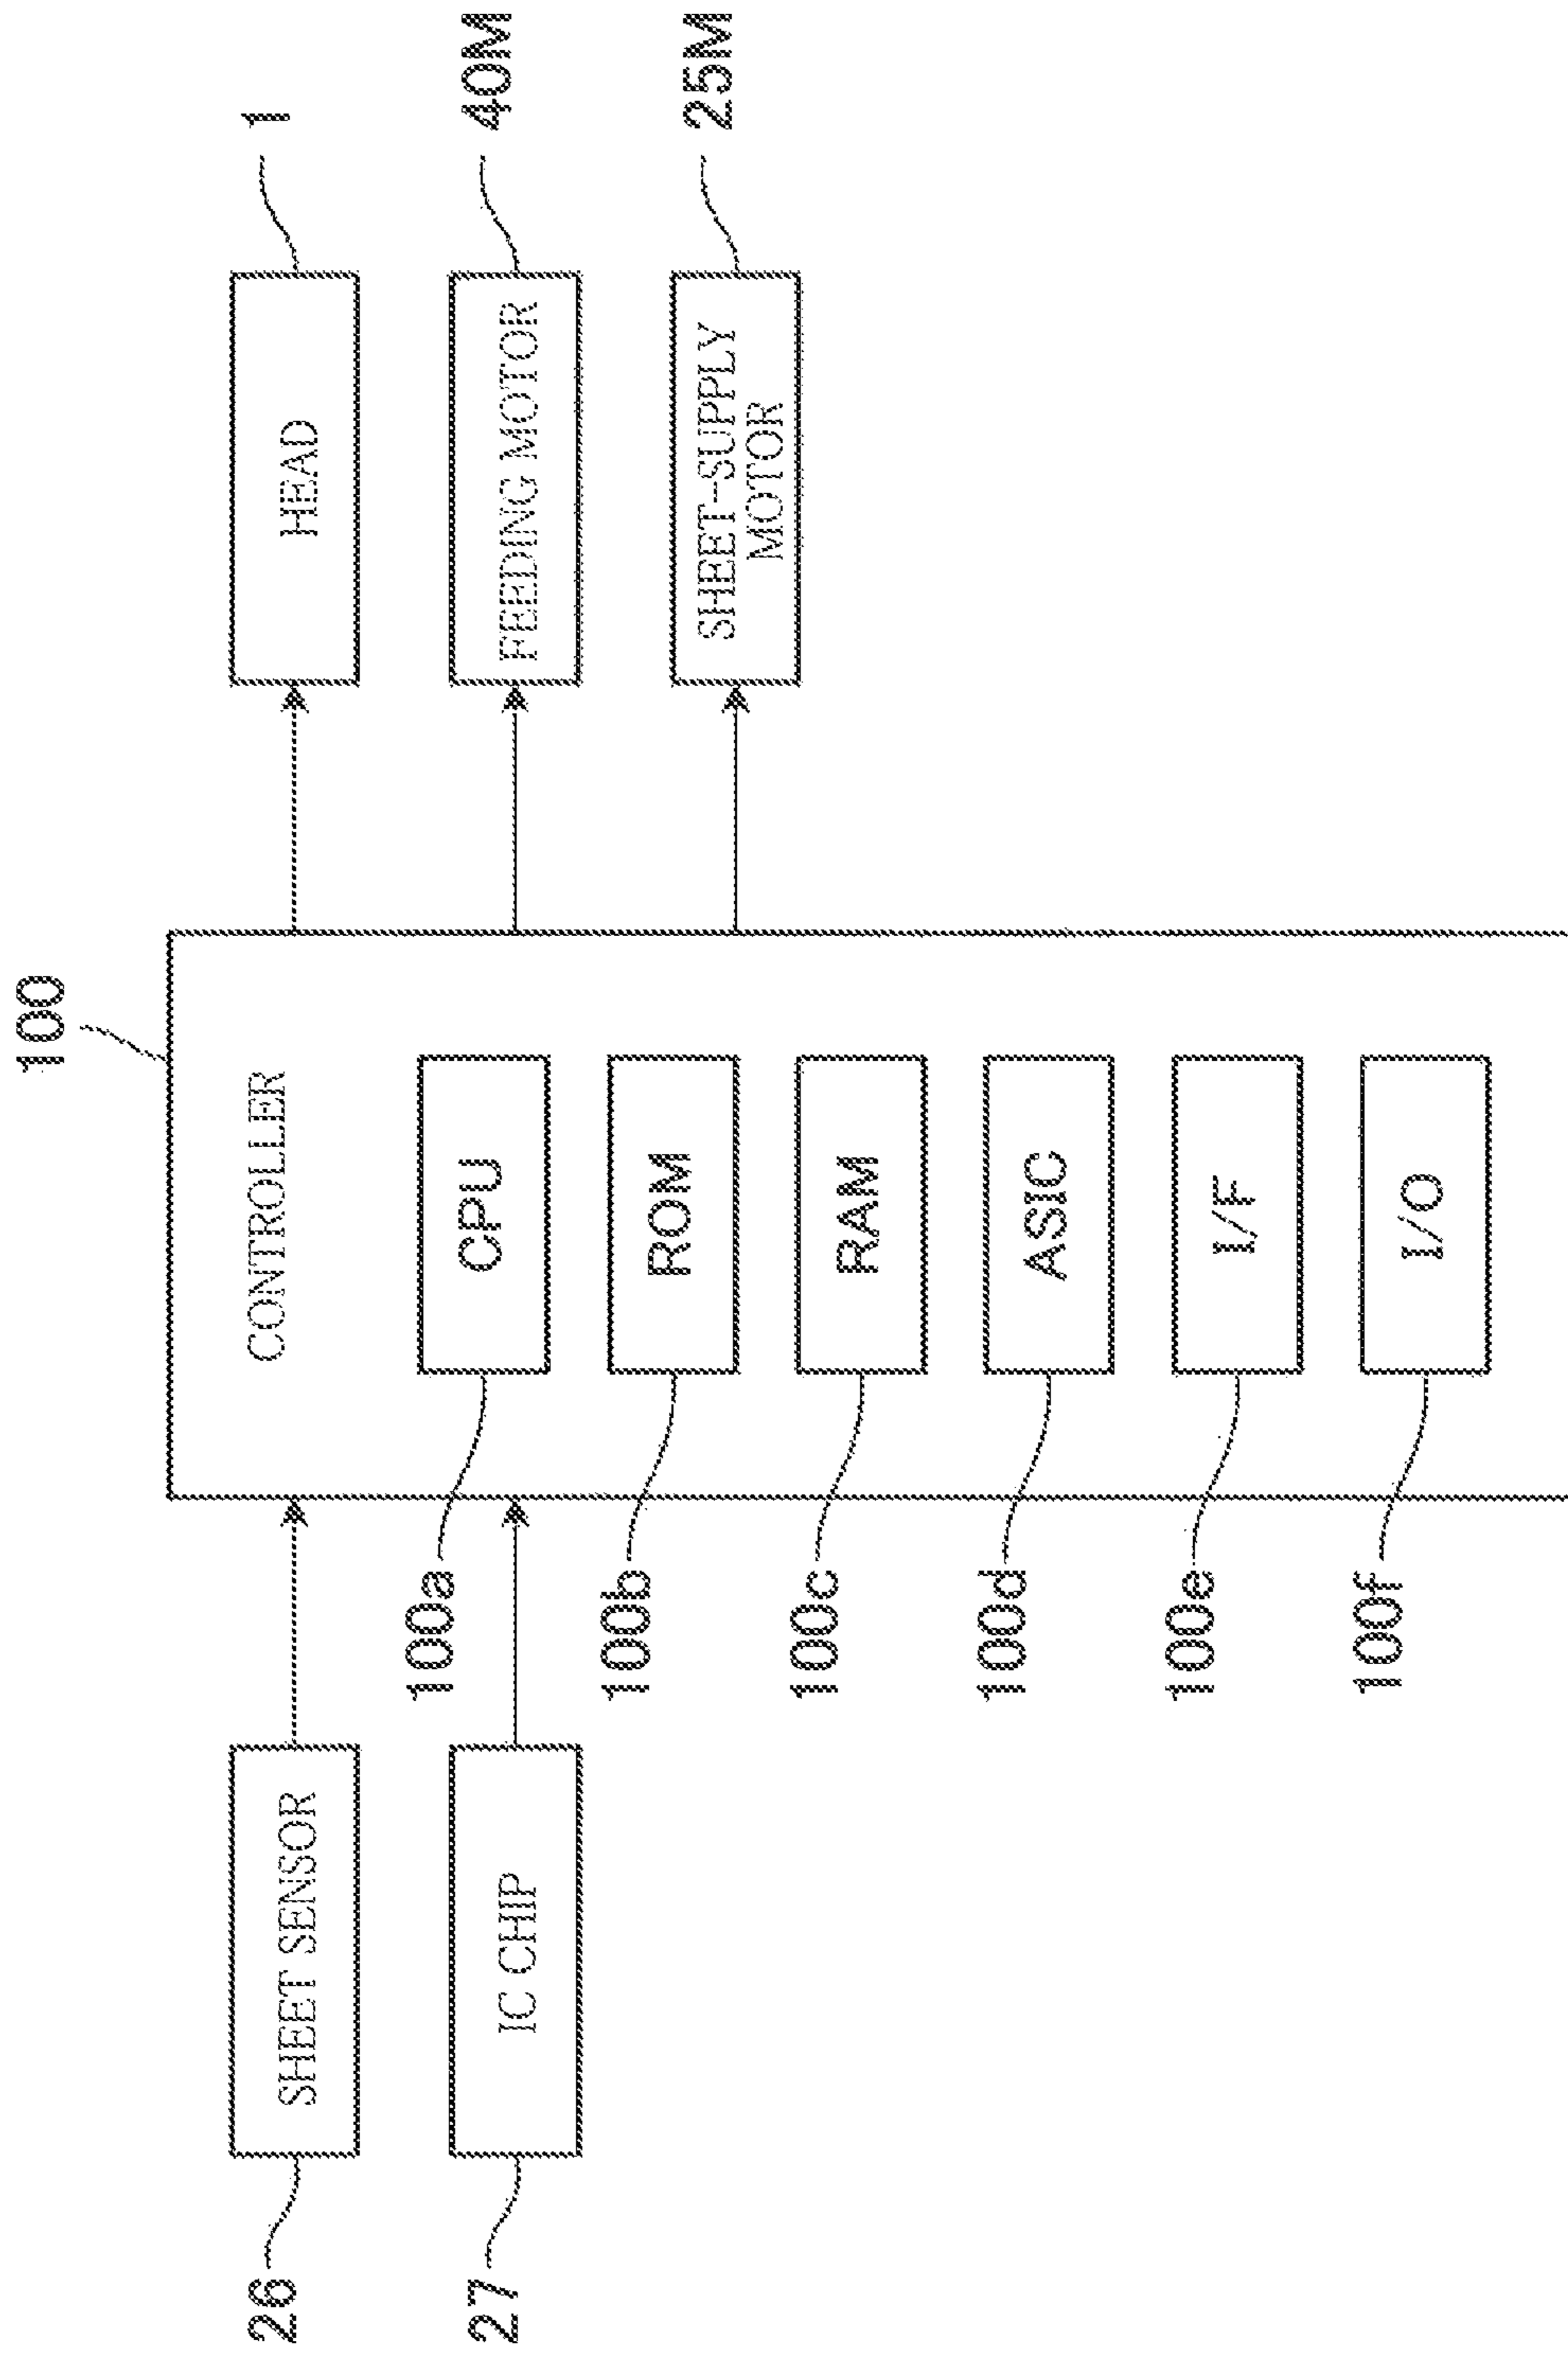 100
CONTROLLER
26
SHEET SENSOR
HEAD
1
27
IC CHIP
FEEDING MOTOR
40M
SHEET-SUPPLY
MOTOR
25M
100a
CPU
100b
ROM
100c
RAM
100d
ASIC
100e
I/F
100f
I/O